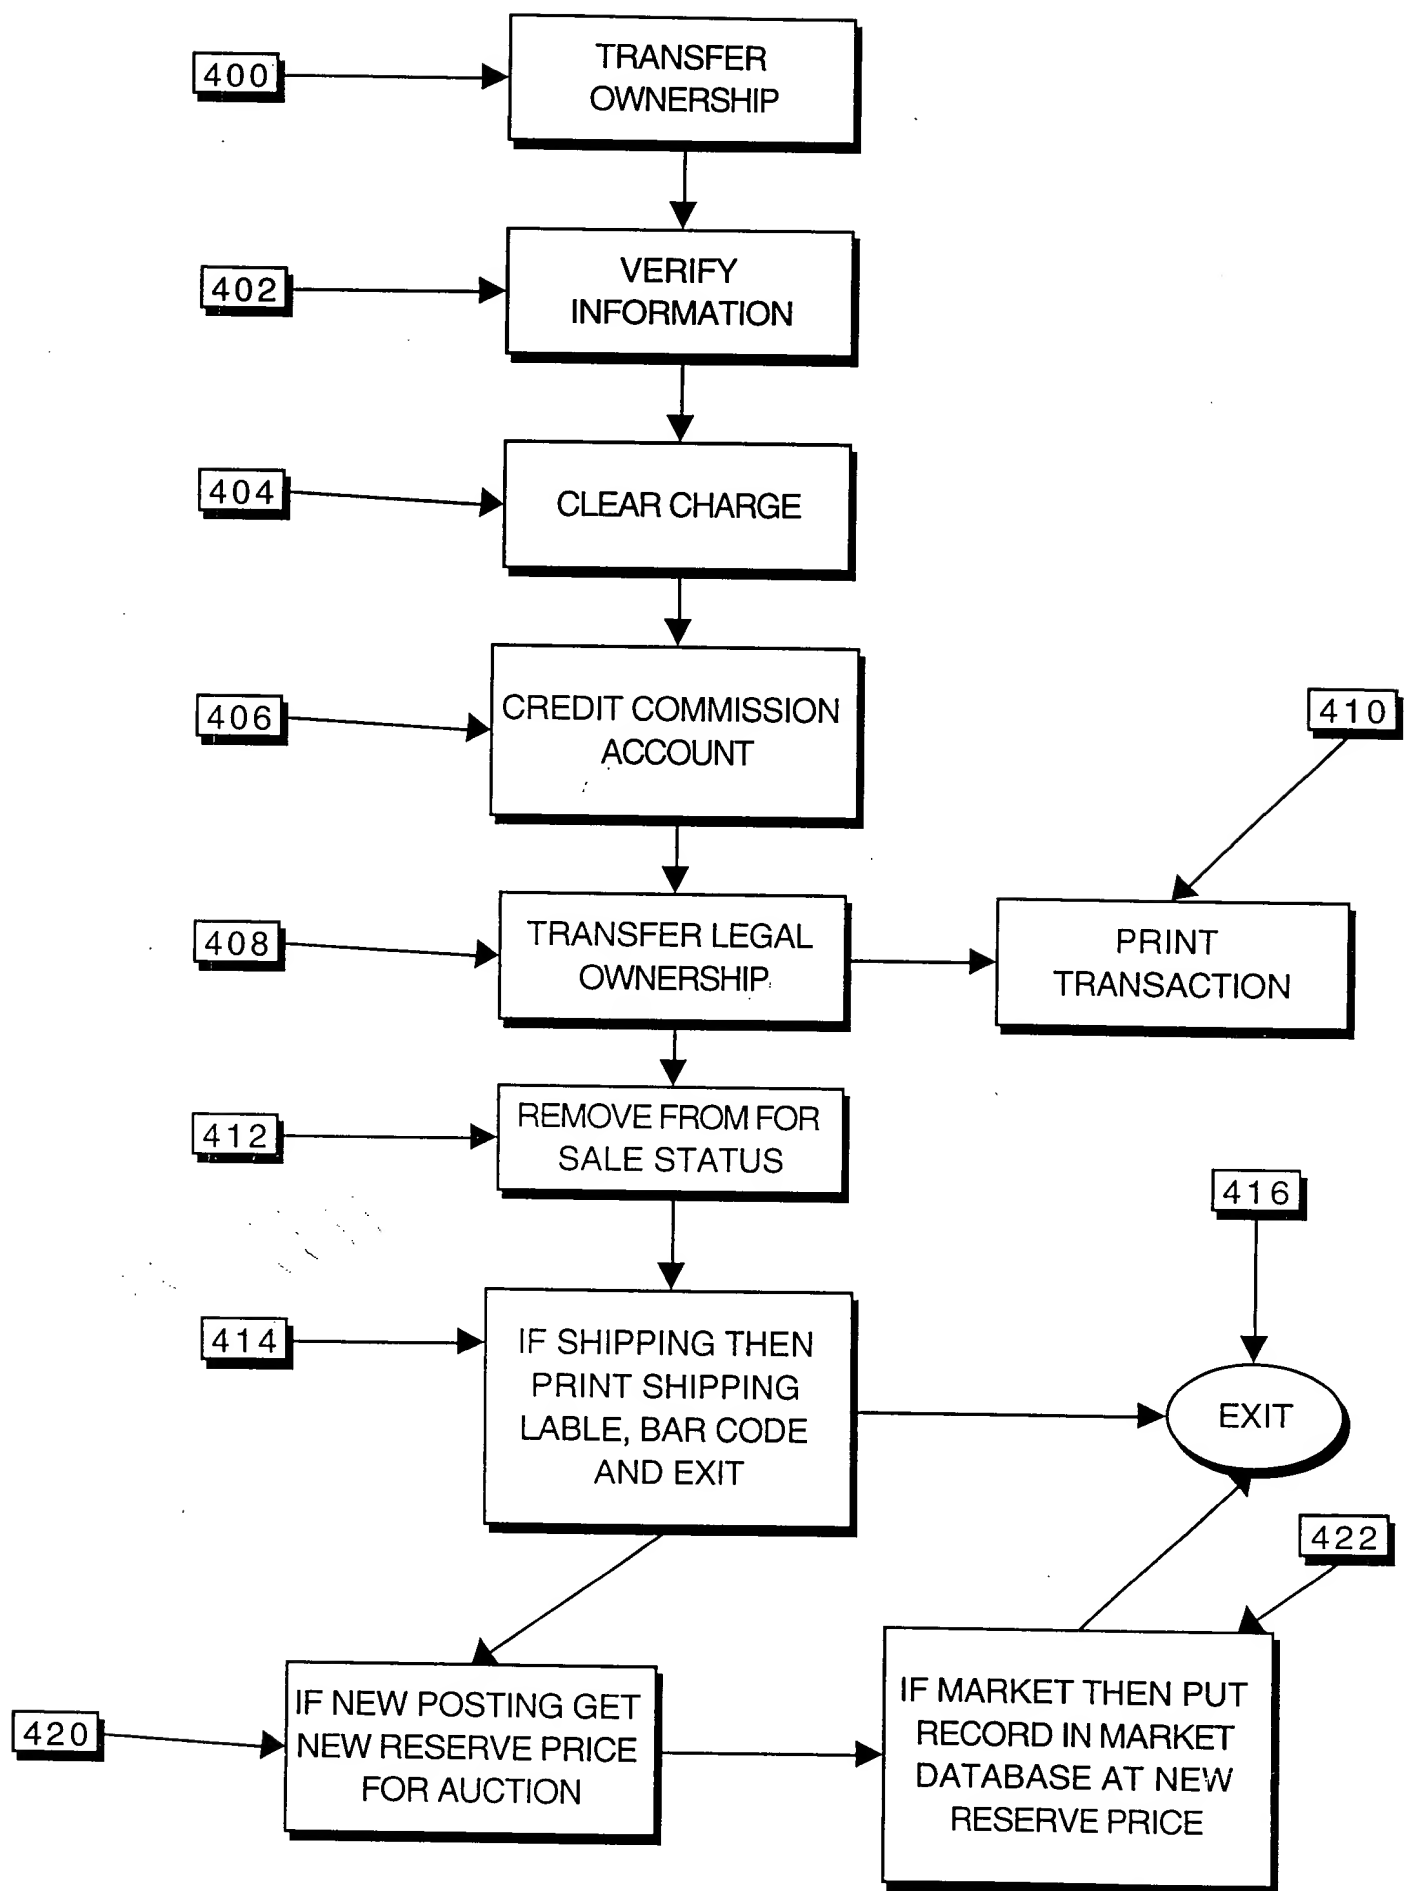 400
TRANSFER
OWNERSHIP
402
VERIFY
INFORMATION
404
CLEAR CHARGE
406
CREDIT COMMISSION
ACCOUNT
410
408
TRANSFER LEGAL
OWNERSHIP
PRINT
TRANSACTION
412
REMOVE FROM FOR
SALE STATUS
416
414
IF SHIPPING THEN
PRINT SHIPPING
LABLE, BAR CODE
AND EXIT
EXIT
422
420
IF NEW POSTING GET
NEW RESERVE PRICE
FOR AUCTION
IF MARKET THEN PUT
RECORD IN MARKET
DATABASE AT NEW
RESERVE PRICE